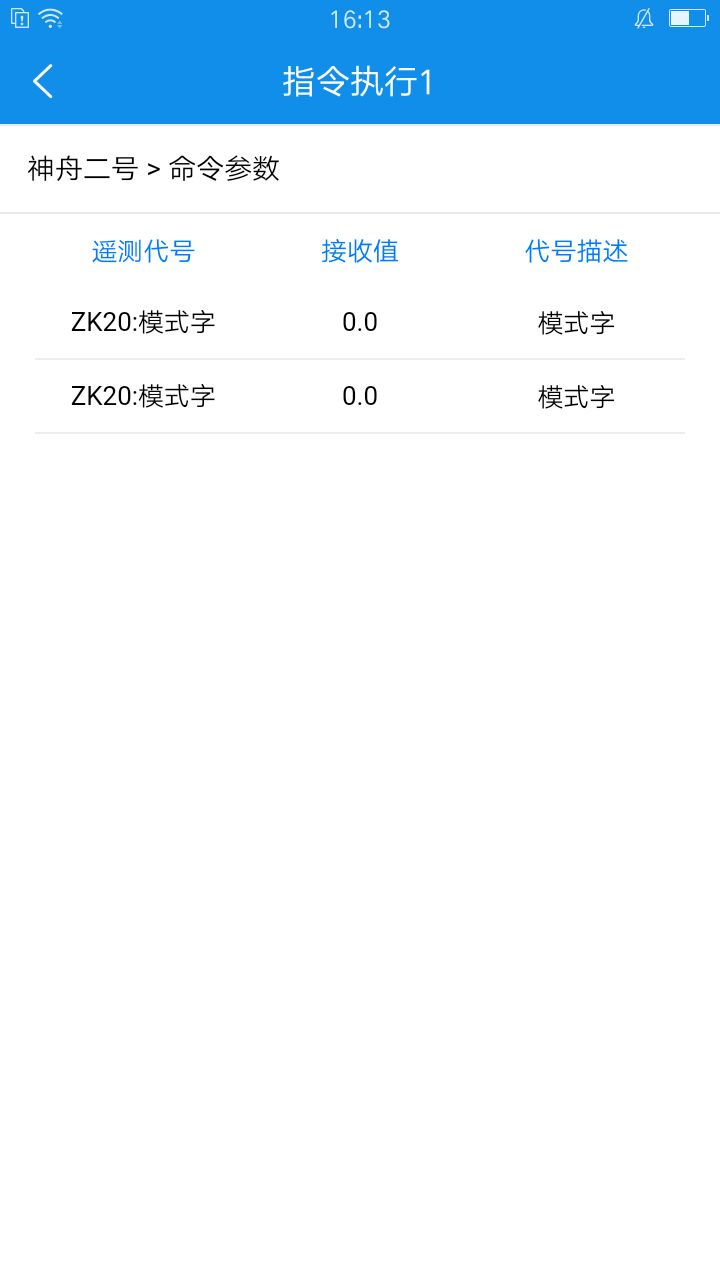 16:13
指令执行1
神舟二号 > 命令参数
遥测代号 接收值 代号描述
ZK20:模式字 0.0 模式字
ZK20:模式字 0.0 模式字